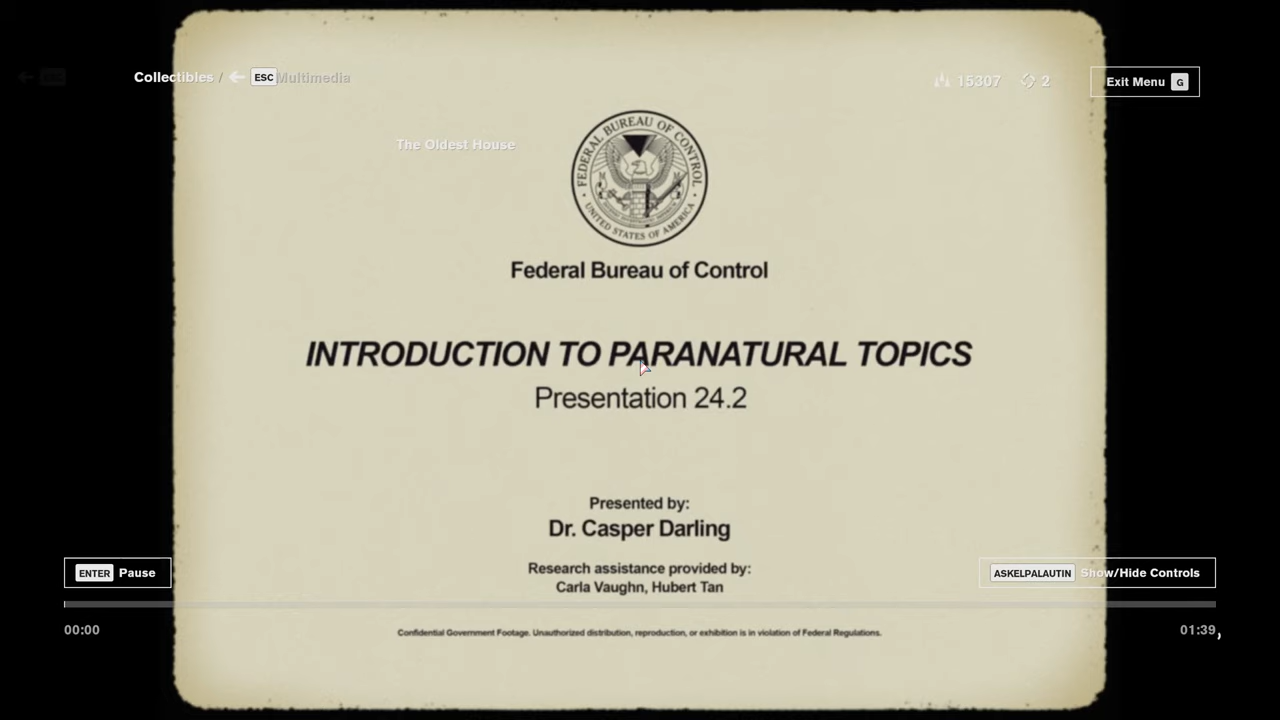 Collectibles / ESC Multimedia
15307
2
Exit Menu G
The Oldest House
FEDERAL BUREAU OF CONTROL
UNITED STATES OF AMERICA
Federal Bureau of Control
INTRODUCTION TO PARANATURAL TOPICS
Presentation 24.2
Presented by:
Dr. Casper Darling
Research assistance provided by:
Carla Vaughn, Hubert Tan
ENTER Pause
ASKELPALAUTIN Show/Hide Controls
00:00
01:39
Confidential Government Footage. Unauthorized distribution, reproduction, or exhibition is in violation of Federal Regulations.